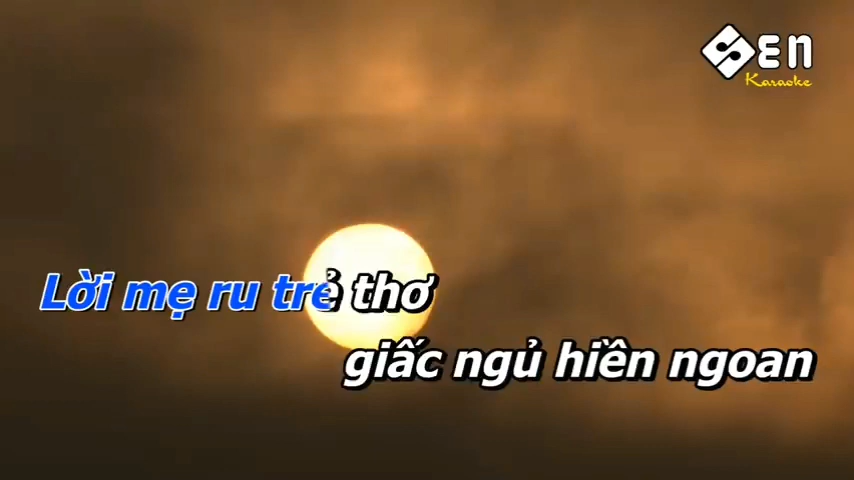 SEN
Karaoke
Lời mẹ ru trẻ thơ
giấc ngủ hiền ngoan